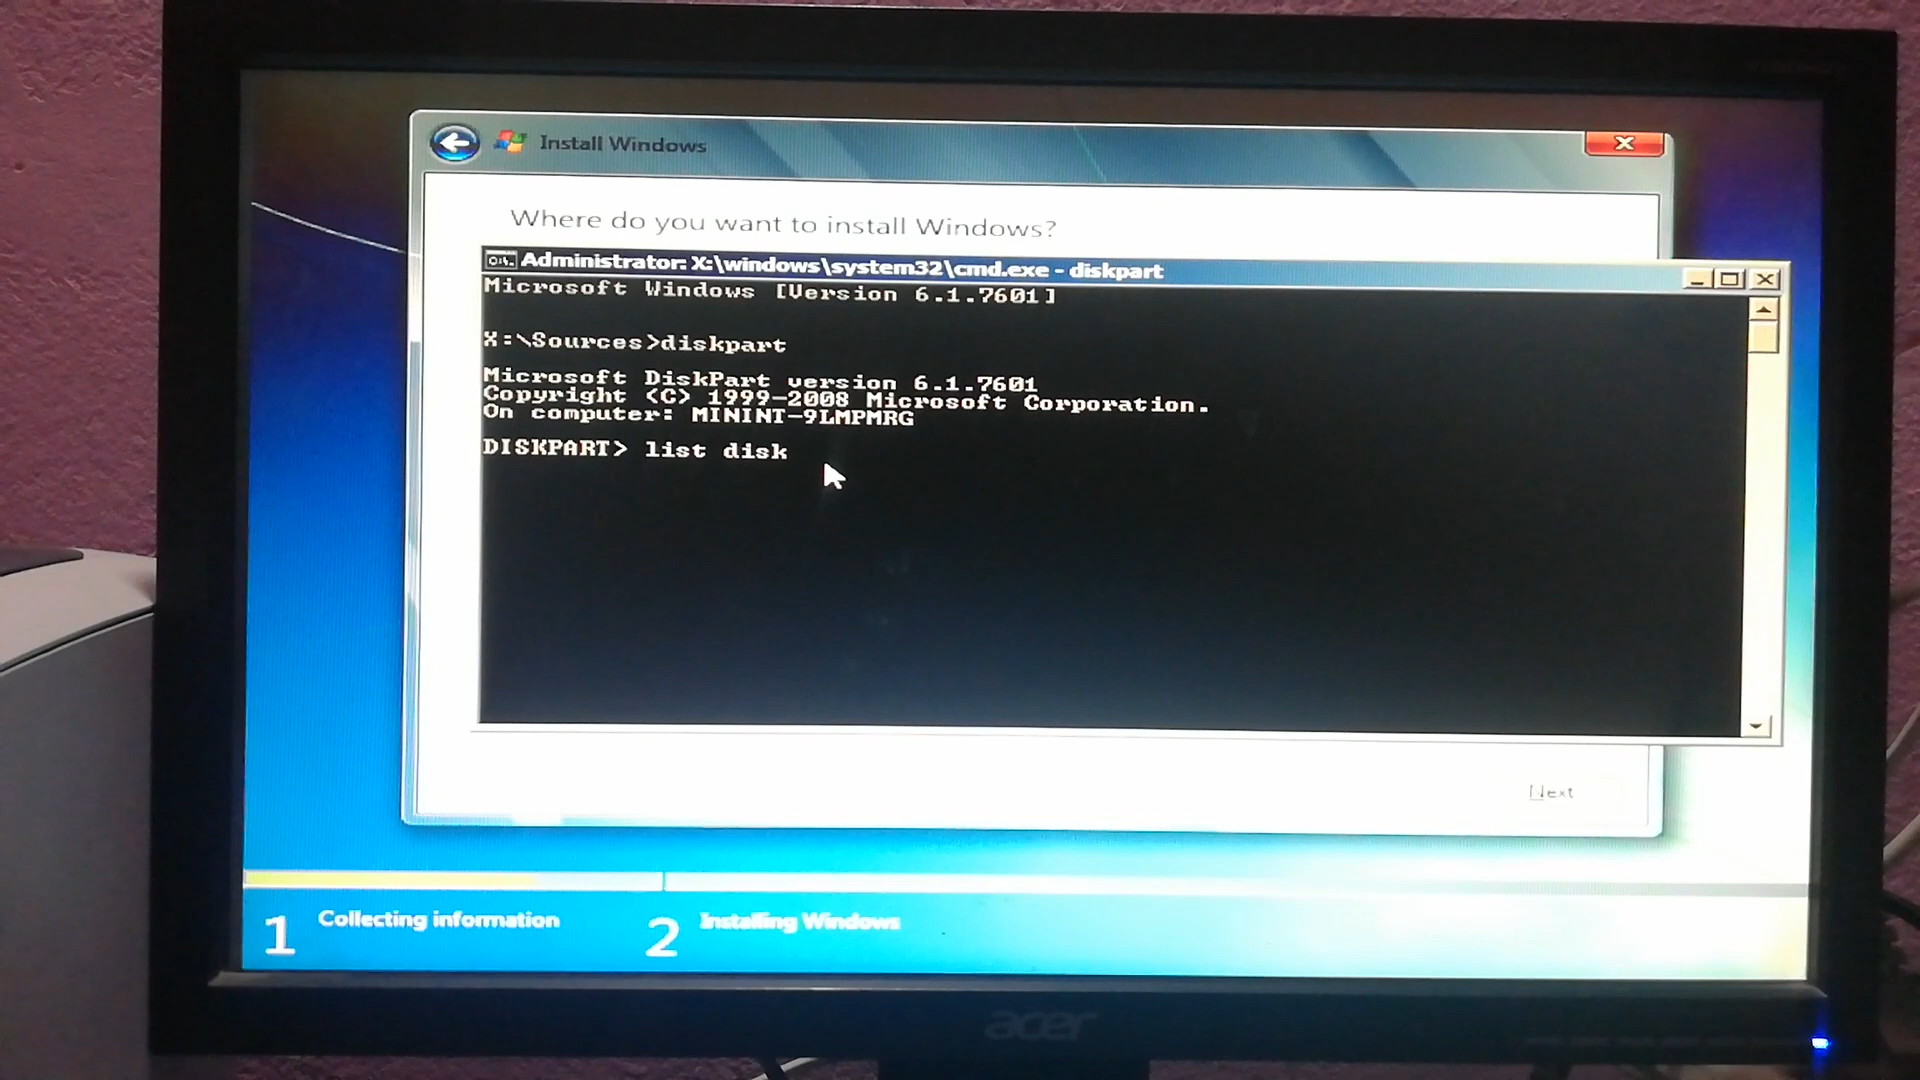 Install Windows
Where do you want to install Windows?
Administrator: X:\windows\system32\cmd.exe - diskpart
Microsoft Windows [Version 6.1.7601]
X:\Sources>diskpart
Microsoft DiskPart version 6.1.7601
Copyright (C) 1999-2008 Microsoft Corporation.
On computer: MININT-9LMPMRG
DISKPART> list disk
Next
1 Collecting information
2 Installing Windows
acer